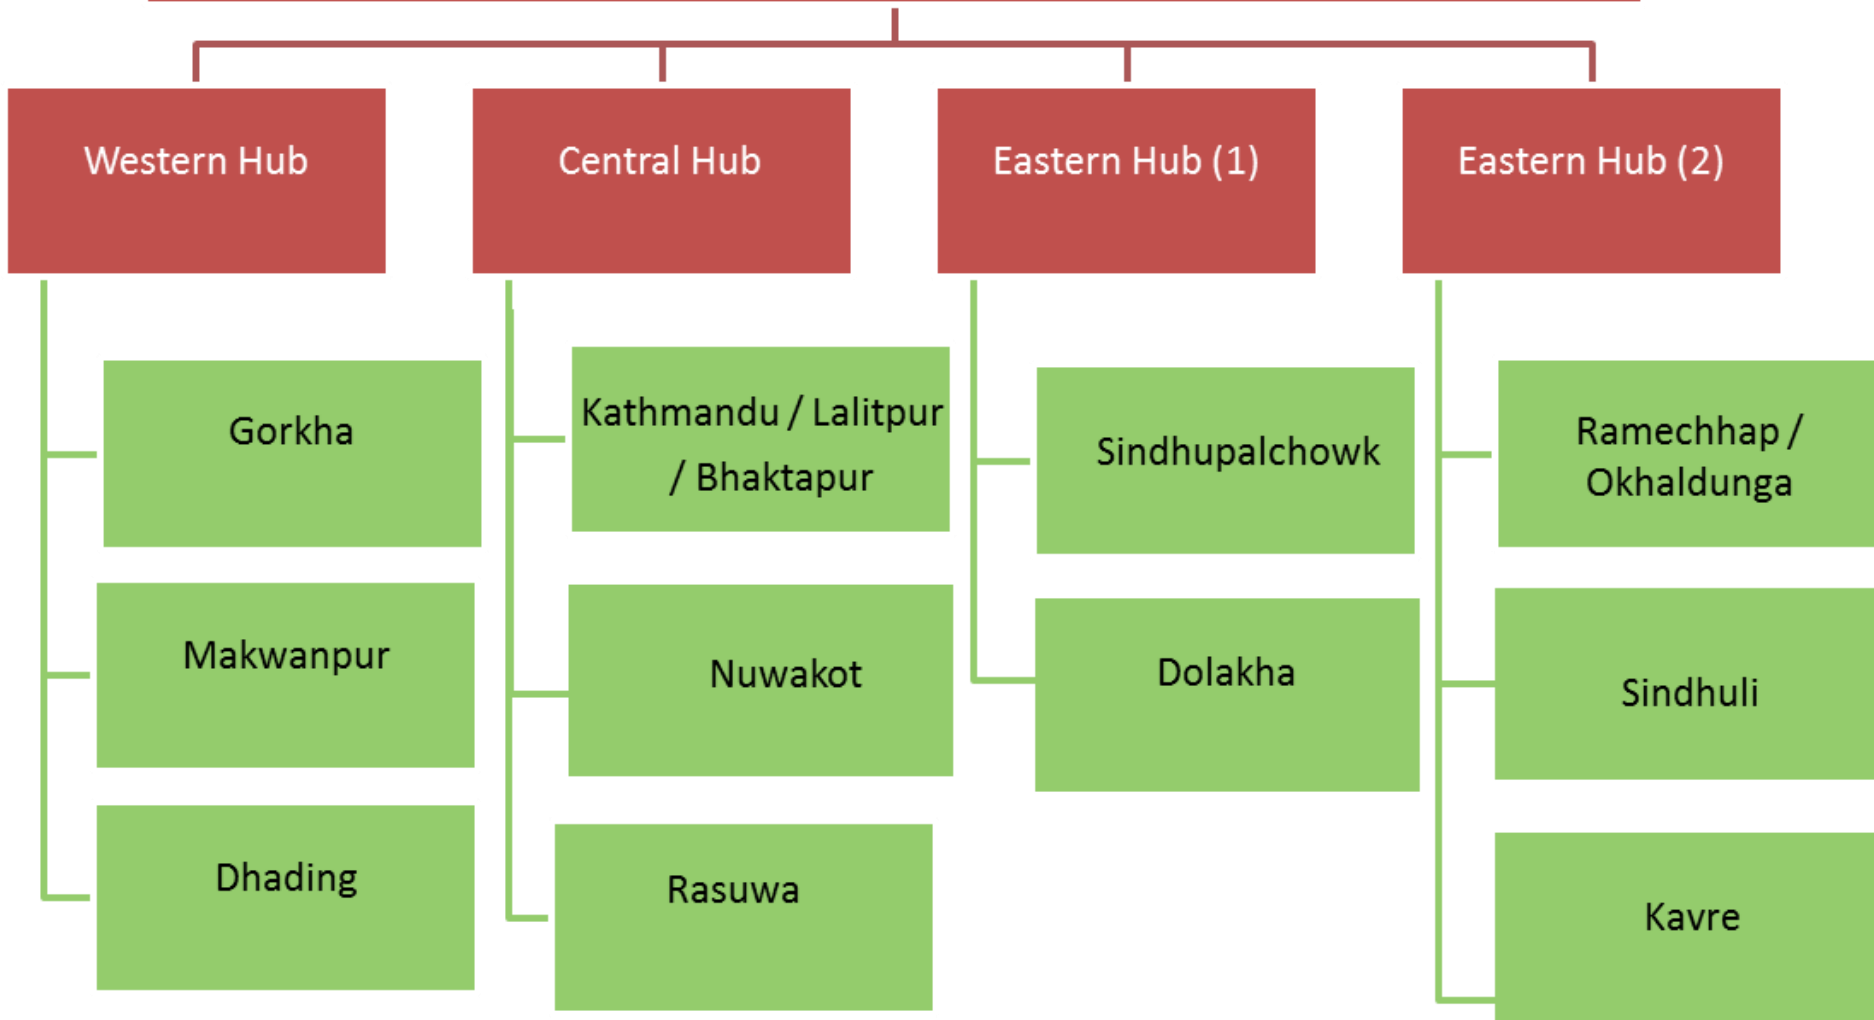 Western Hub
Central Hub
Eastern Hub (1)
Eastern Hub (2)
Gorkha
Makwanpur
Dhading
Kathmandu / Lalitpur
/ Bhaktapur
Nuwakot
Rasuwa
Sindhupalchowk
Dolakha
Ramechhap /
Okhaldunga
Sindhuli
Kavre